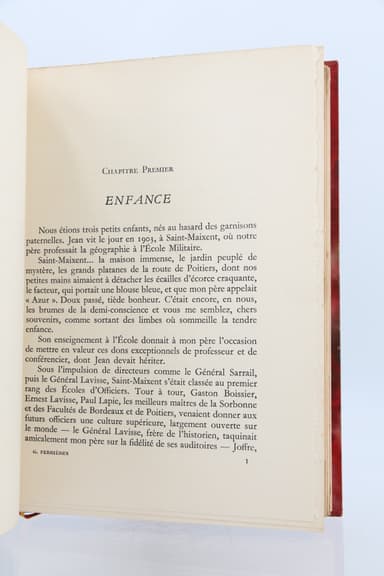 CHAPITRE PREMIER
ENFANCE
Nous étions trois petits enfants, nés au hasard des garnisons
paternelles. Jean vit le jour en 1903, à Saint-Maixent, où notre
père professait la géographie à l'École Militaire.
Saint-Maixent... la maison immense, le jardin peuplé de
mystère, les grands platanes de la route de Poitiers, dont nos
petites mains aimaient à détacher les écailles d'écorce craquante,
le facteur, qui portait une blouse bleue, et que mon père appelait
« Azur ». Doux passé, tiède bonheur. C'était encore, en nous,
les brumes de la demi-conscience et vous me semblez, chers
souvenirs, comme sortant des limbes où sommeille la tendre
enfance.
Son enseignement à l'École donnait à mon père l'occasion
de mettre en valeur ces dons exceptionnels de professeur et de
conférencier, dont Jean devait hériter.
Sous l'impulsion de directeurs comme le Général Sarrail,
puis le Général Lavisse, Saint-Maixent s'était classée au premier
rang des Écoles d'Officiers. Tour à tour, Gaston Boissier,
Ernest Lavisse, Paul Lapie, les meilleurs maîtres de la Sorbonne
et des Facultés de Bordeaux et de Poitiers, venaient donner aux
futurs officiers une culture supérieure, largement ouverte sur
le monde — le Général Lavisse, frère de l'historien, taquinait
amicalement mon père sur la fidélité de ses auditoires — Joffre,
G. FERRIÈRES
1